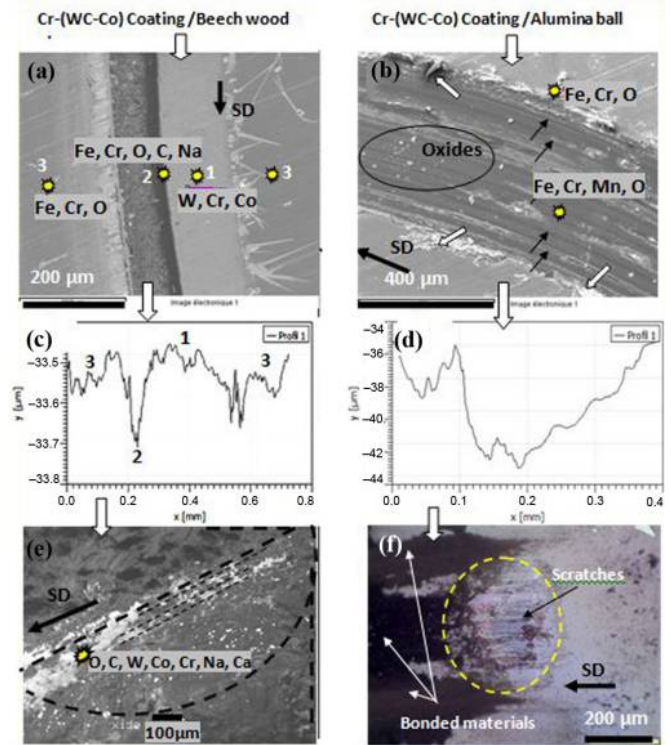 Cr-(WC-Co) Coating /Beech wood
Cr-(WC-Co) Coating/Alumina ball
(a)
SD
Fe, Cr, O, C, Na
3
2
1
3
W, Cr, Co
Fe, Cr, O
200 µm
Image électronique 1
(b)
Fe, Cr, O
Oxides
Fe, Cr, Mn, O
SD
400 µm
Image électronique 1
(c)
Profil 1
1
3
3
2
y [µm]
–33.5
–33.6
–33.7
–33.8
0.0 0.2 0.4 0.6 0.8
x [mm]
(d)
Profil 1
y [µm]
–34
–36
–38
–40
–42
–44
0.0 0.1 0.2 0.3 0.4
x [mm]
(e)
SD
O, C, W, Co, Cr, Na, Ca
100µm
(f)
Scratches
SD
Bonded materials
200 µm